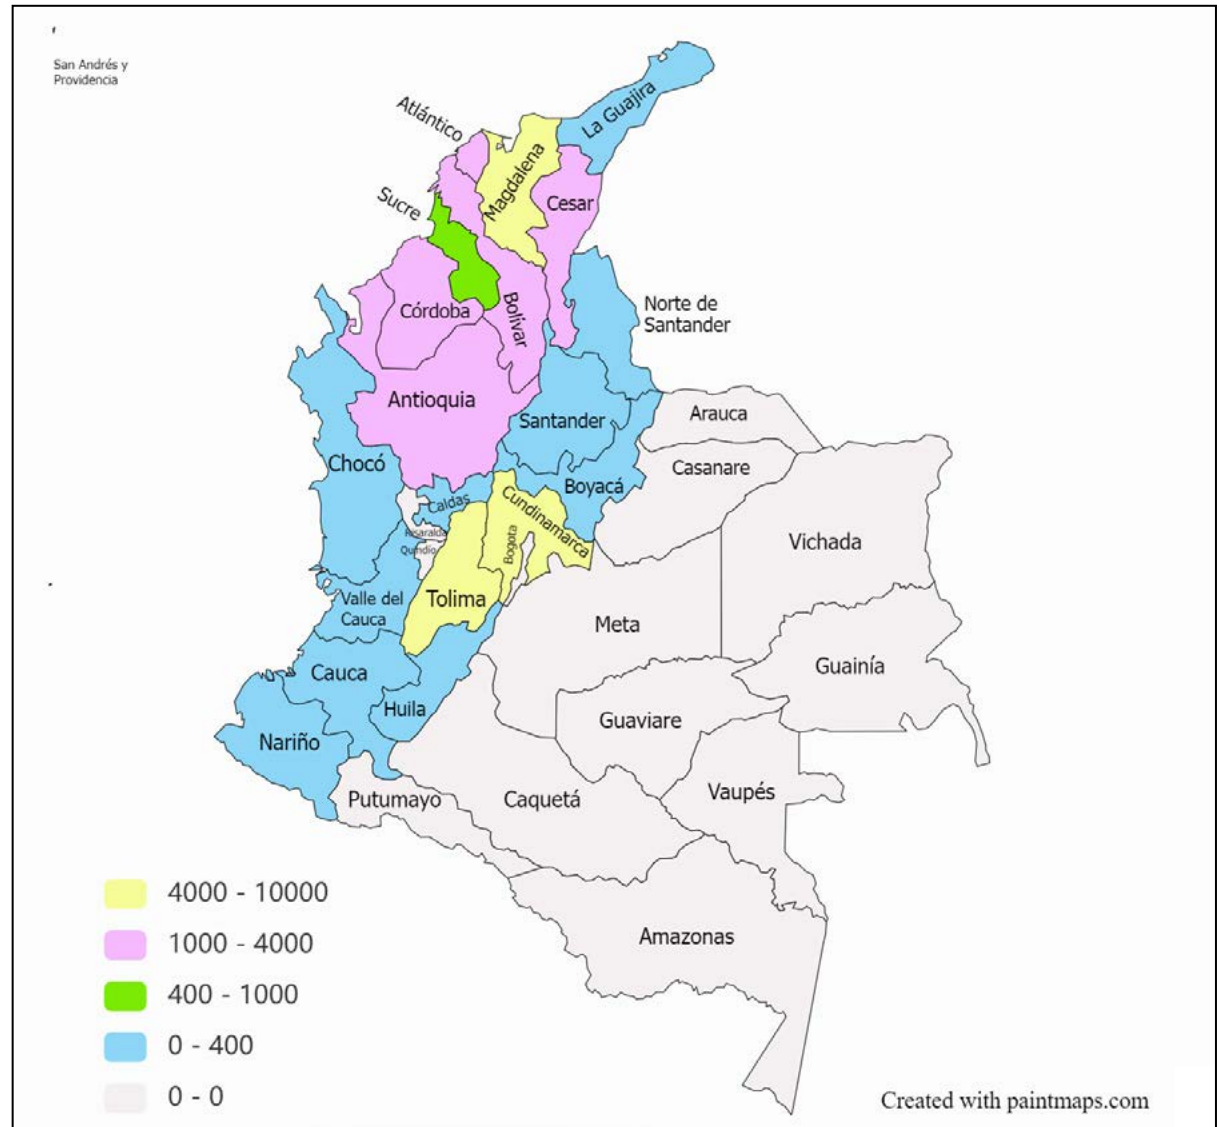 San Andrés y
Providencia
Atlántico
La Guajira
Magdalena
Sucre
Cesar
Norte de
Santander
Córdoba
Bolívar
Antioquia
Santander
Arauca
Chocó
Casanare
Boyacá
Caldas
Cundinamarca
Risaralda
Quindío
Bogota
Vichada
Valle del
Cauca
Tolima
Meta
Cauca
Guainía
Huila
Guaviare
Nariño
Putumayo
Caquetá
Vaupés
Amazonas
4000 - 10000
1000 - 4000
400 - 1000
0 - 400
0 - 0
Created with paintmaps.com